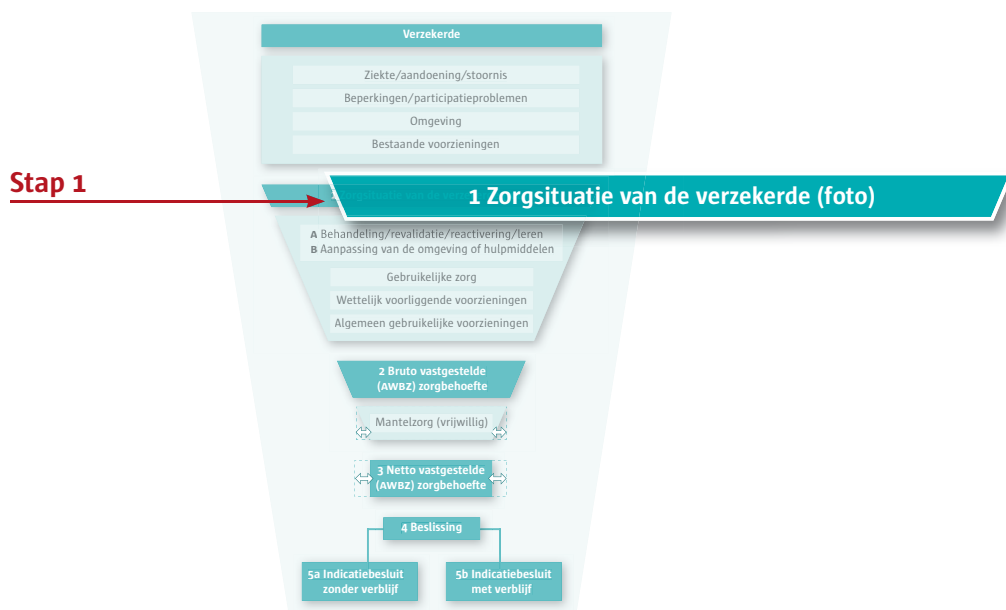 Verzekerde
Ziekte/aandoening/stoornis
Beperkingen/participatieproblemen
Omgeving
Bestaande voorzieningen
Stap 1
1 Zorgsituatie van de verzekerde (foto)
A Behandeling/revalidatie/reactivering/leren
B Aanpassing van de omgeving of hulpmiddelen
Gebruikelijke zorg
Wettelijk voorliggende voorzieningen
Algemeen gebruikelijke voorzieningen
2 Bruto vastgestelde
(AWBZ) zorgbehoefte
Mantelzorg (vrijwillig)
3 Netto vastgestelde
(AWBZ) zorgbehoefte
4 Beslissing
5a Indicatiebesluit
zonder verblijf
5b Indicatiebesluit
met verblijf